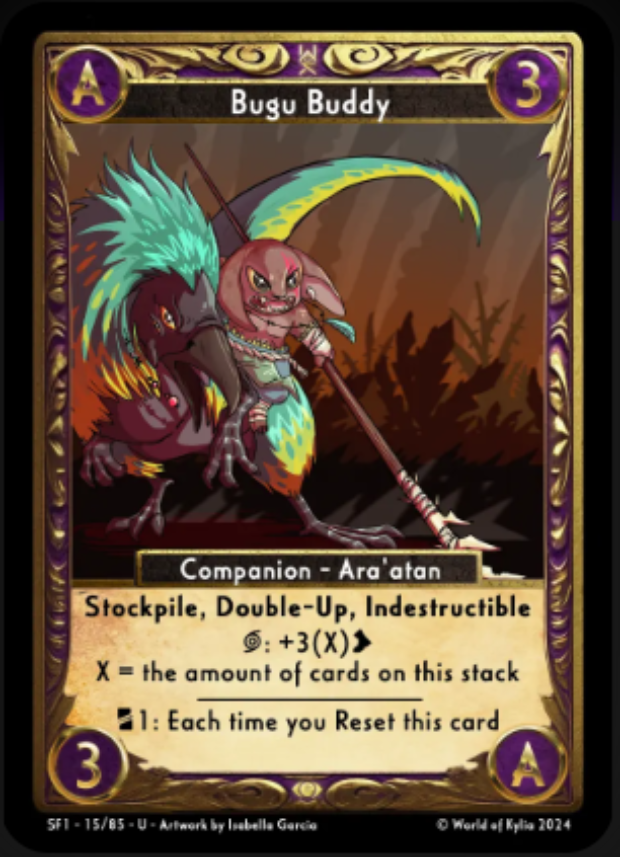 A
3
Bugu Buddy
Companion - Ara'atan
Stockpile, Double-Up, Indestructible
: +3(X)
X = the amount of cards on this stack
1: Each time you Reset this card
3
A
SF1 - 15/85 - U - Artwork by Isabella Garcia
© World of Kylia 2024